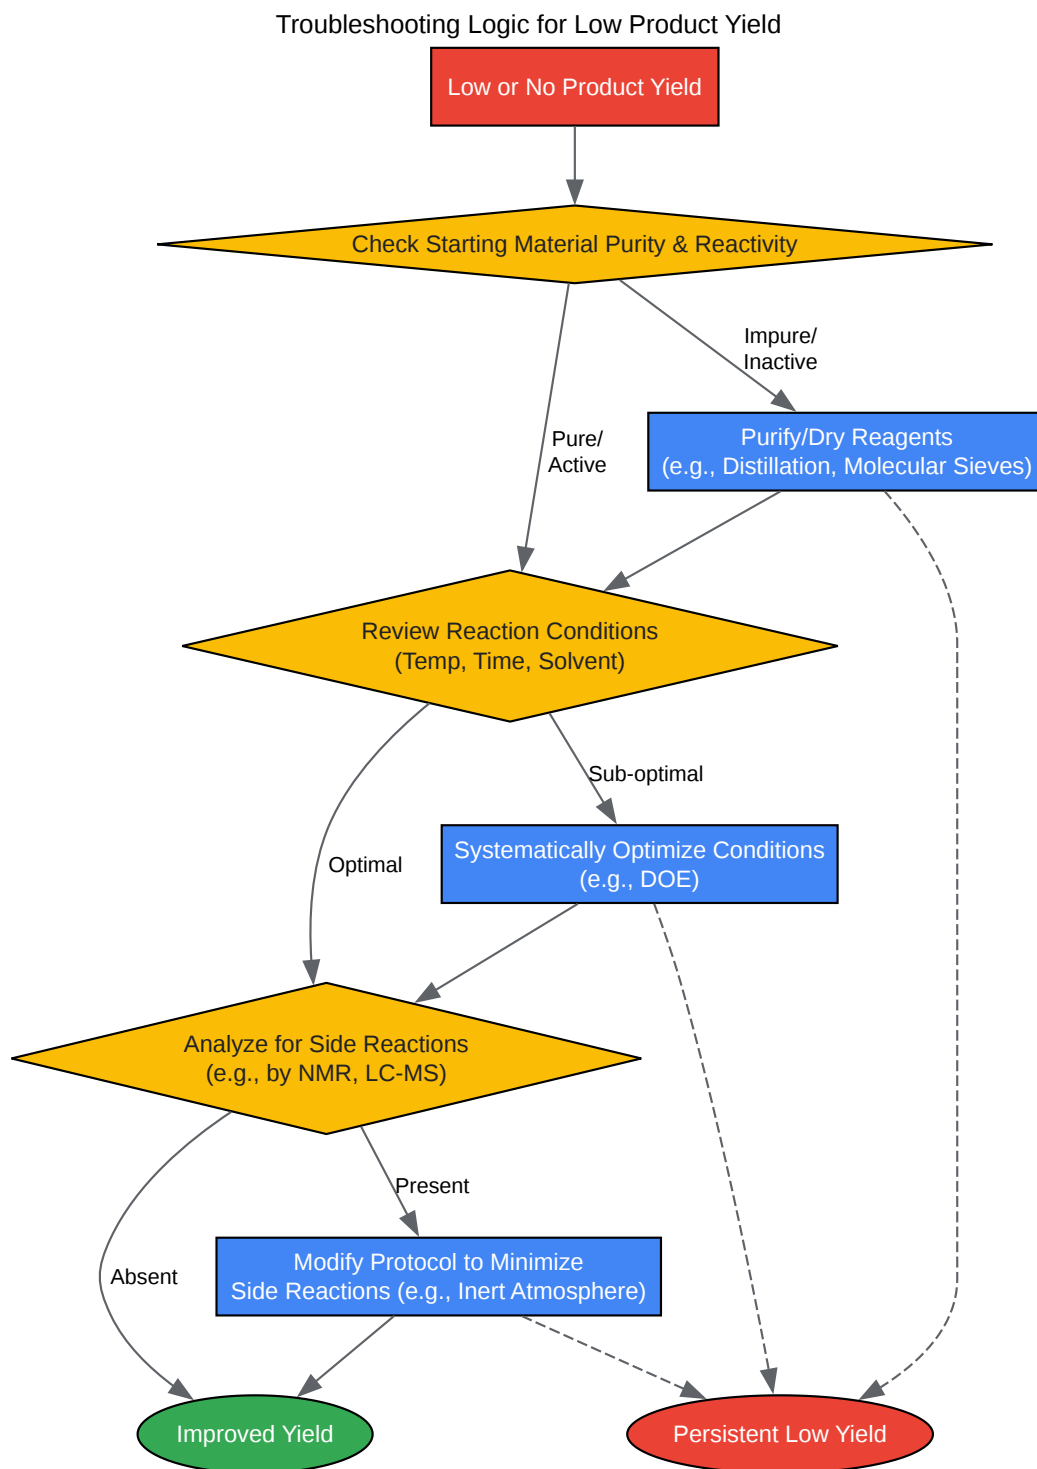 Troubleshooting Logic for Low Product Yield
Low or No Product Yield
Check Starting Material Purity & Reactivity
Impure/
Inactive
Pure/
Active
Purify/Dry Reagents
(e.g., Distillation, Molecular Sieves)
Review Reaction Conditions
(Temp, Time, Solvent)
Sub-optimal
Optimal
Systematically Optimize Conditions
(e.g., DOE)
Analyze for Side Reactions
(e.g., by NMR, LC-MS)
Present
Absent
Modify Protocol to Minimize
Side Reactions (e.g., Inert Atmosphere)
Improved Yield
Persistent Low Yield